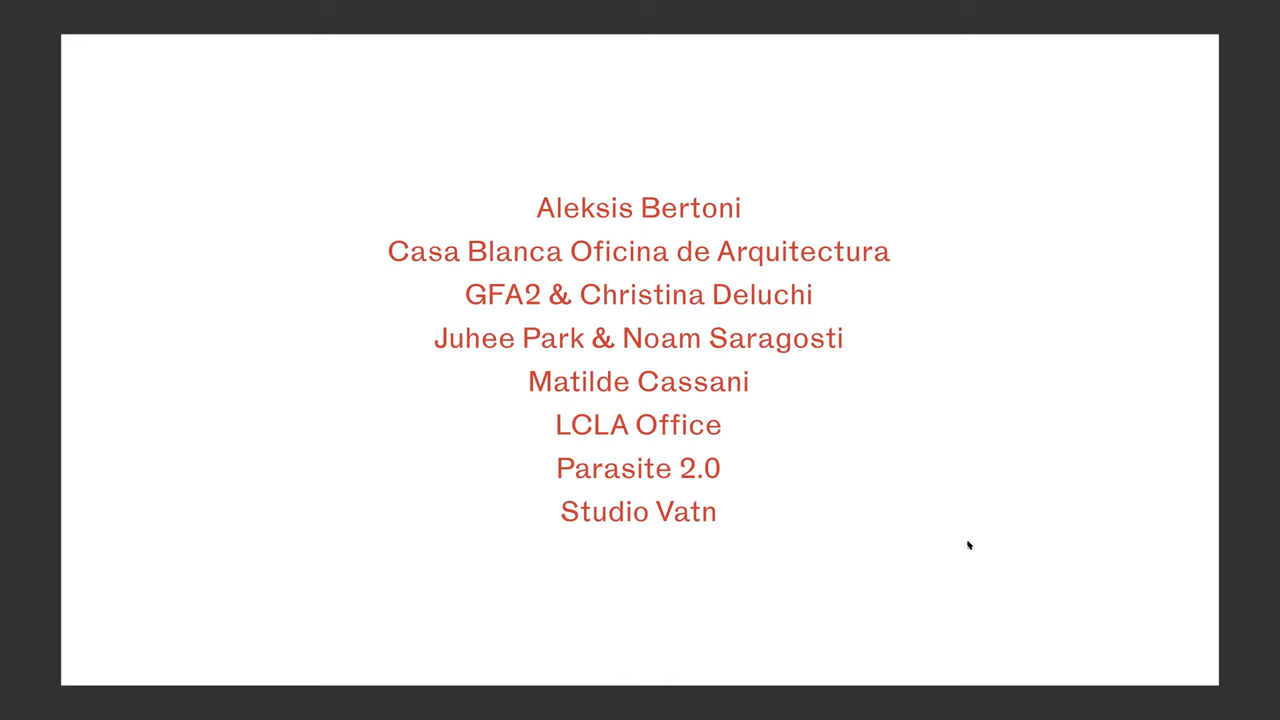 Aleksis Bertoni
Casa Blanca Oficina de Arquitectura
GFA2 & Christina Deluchi
Juhee Park & Noam Saragosti
Matilde Cassani
LCLA Office
Parasite 2.0
Studio Vatn